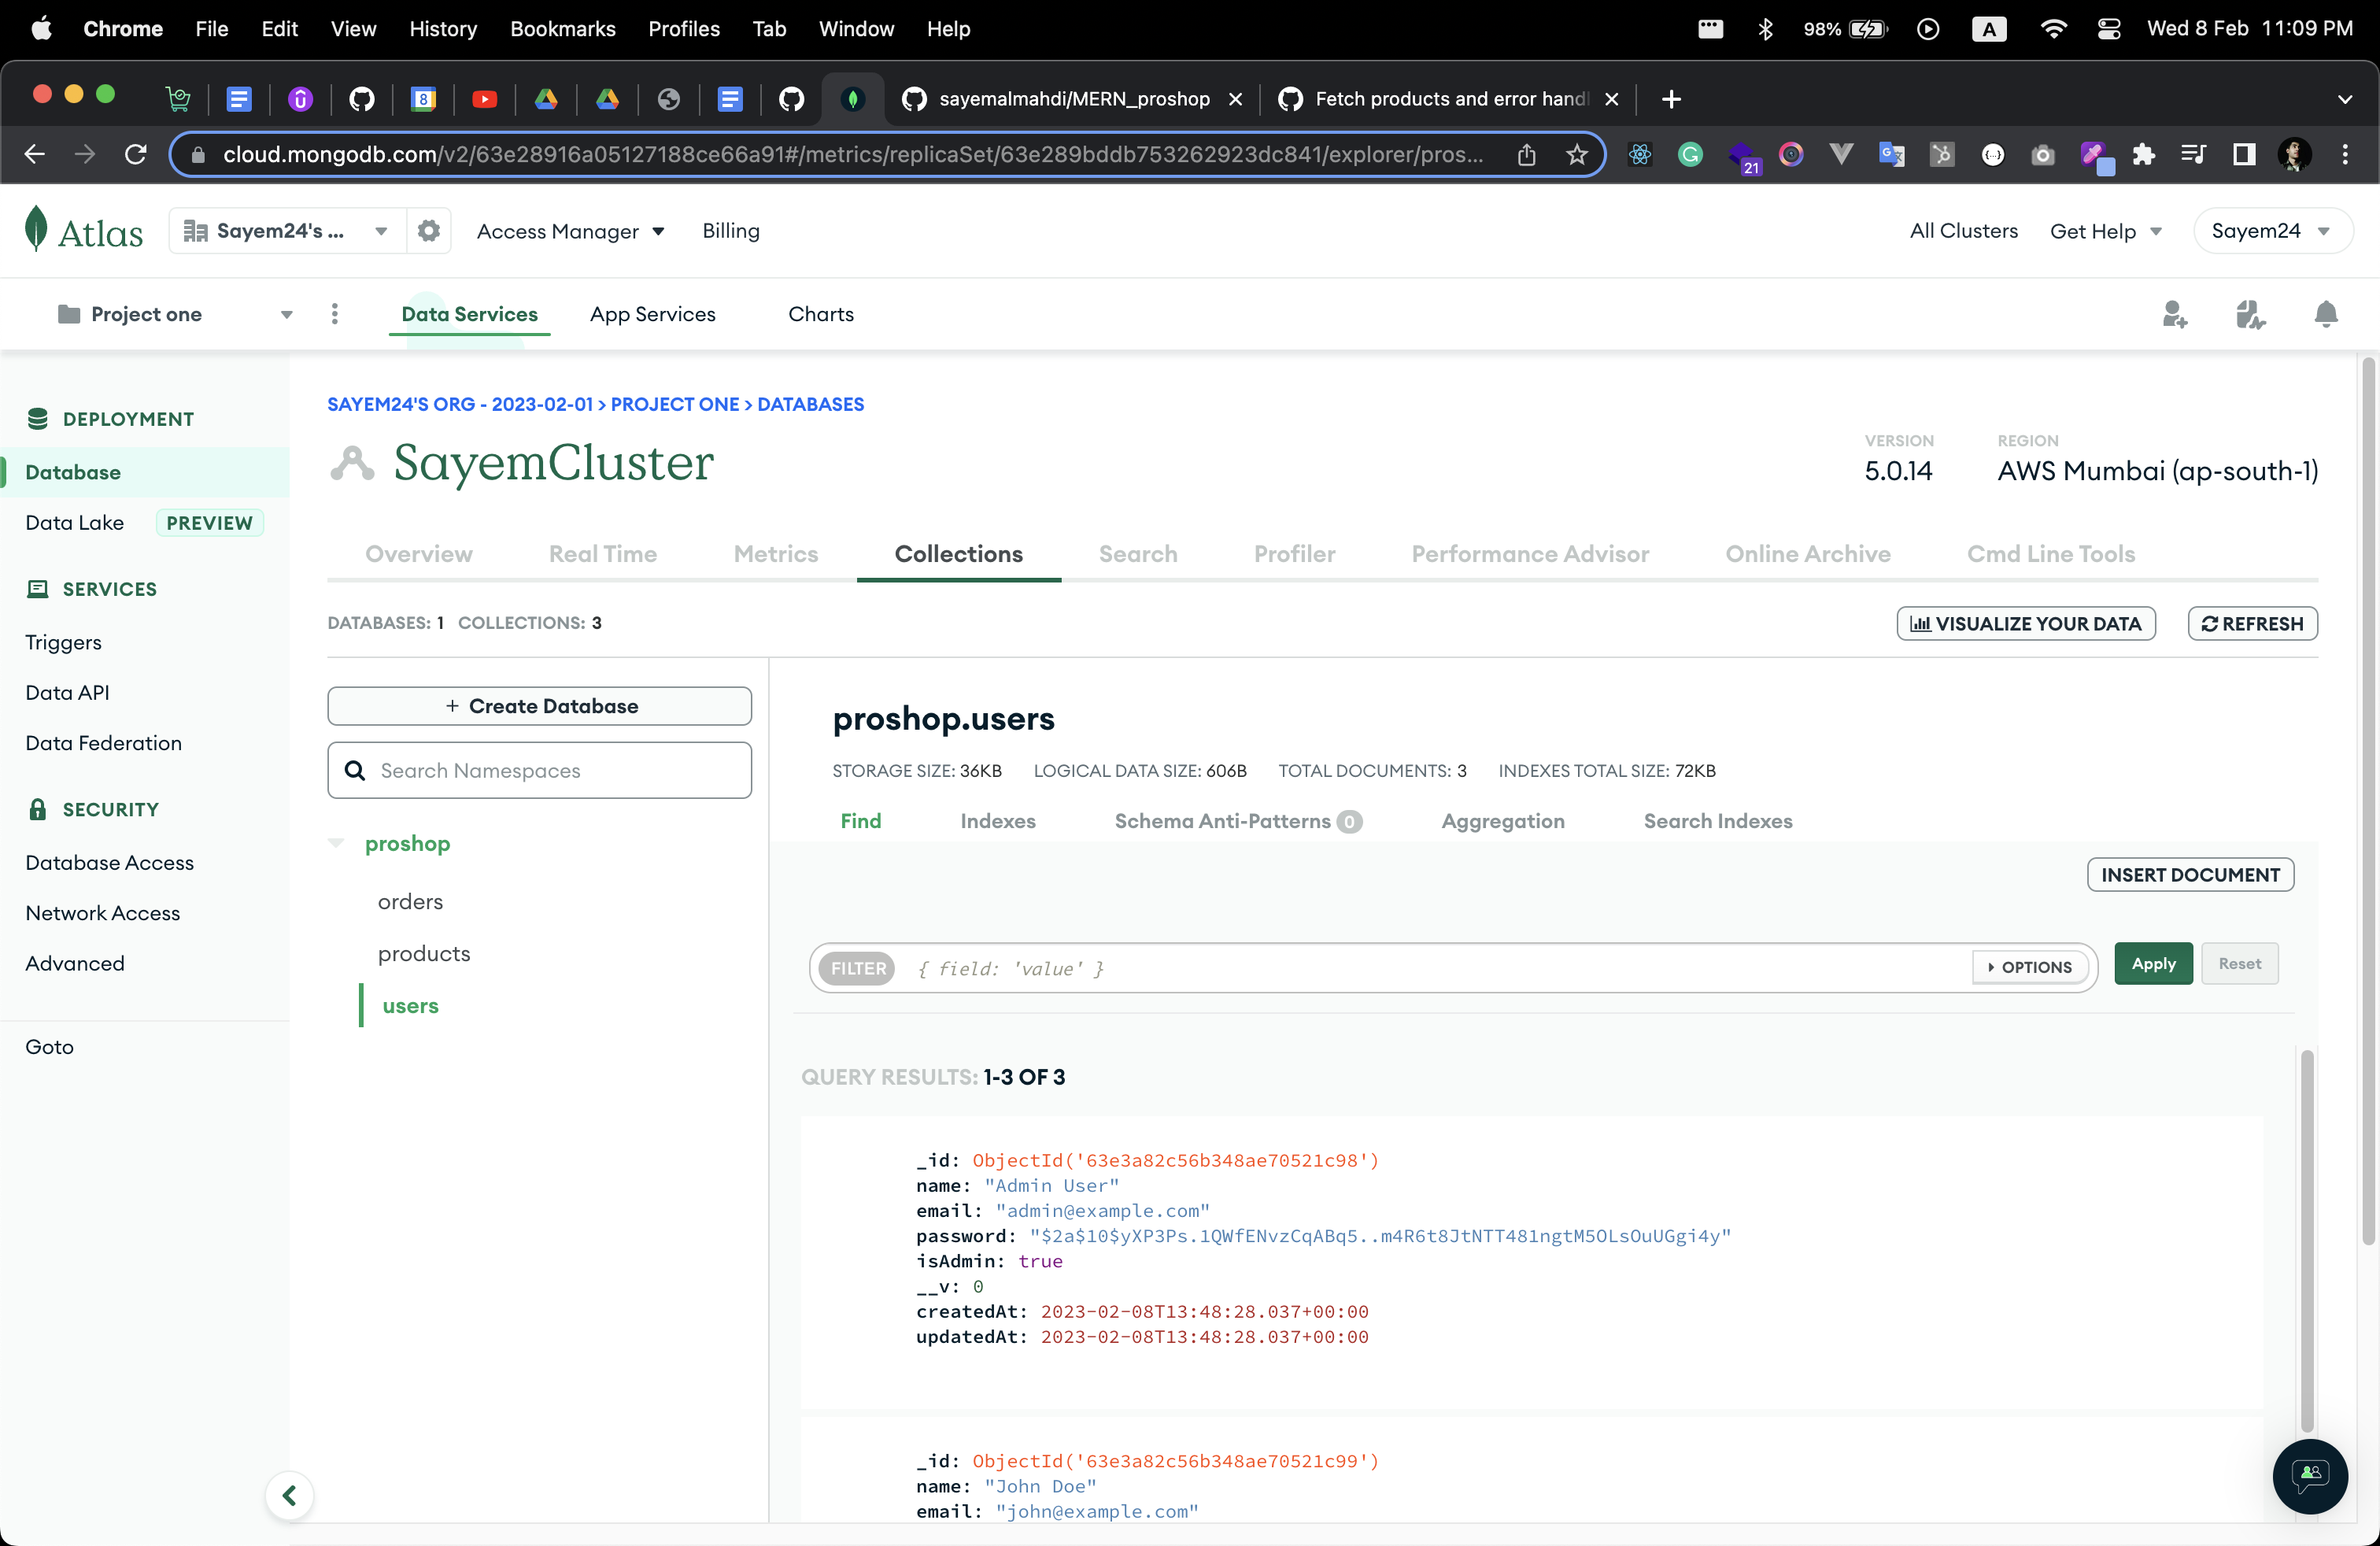 Chrome File Edit View History Bookmarks Profiles Tab Window Help 98% A Wed 8 Feb 11:09 PM
8 sayemalmahdi/MERN_proshop Fetch products and error handl
cloud.mongodb.com/v2/63e28916a05127188ce66a91#/metrics/replicaSet/63e289bddb753262923dc841/explorer/pros... 21
Atlas Sayem24's ... Access Manager Billing All Clusters Get Help Sayem24
Project one Data Services App Services Charts
DEPLOYMENT
Database
Data Lake PREVIEW
SERVICES
Triggers
Data API
Data Federation
SECURITY
Database Access
Network Access
Advanced
Goto
SAYEM24'S ORG - 2023-02-01 > PROJECT ONE > DATABASES
SayemCluster
VERSION
5.0.14
REGION
AWS Mumbai (ap-south-1)
Overview Real Time Metrics Collections Search Profiler Performance Advisor Online Archive Cmd Line Tools
DATABASES: 1 COLLECTIONS: 3
VISUALIZE YOUR DATA REFRESH
+ Create Database
Search Namespaces
proshop
orders
products
users
proshop.users
STORAGE SIZE: 36KB LOGICAL DATA SIZE: 606B TOTAL DOCUMENTS: 3 INDEXES TOTAL SIZE: 72KB
Find Indexes Schema Anti-Patterns 0 Aggregation Search Indexes
INSERT DOCUMENT
FILTER { field: 'value' } OPTIONS Apply Reset
QUERY RESULTS: 1-3 OF 3
_id: ObjectId('63e3a82c56b348ae70521c98')
name: "Admin User"
email: "admin@example.com"
password: "$2a$10$yXP3Ps.1QWfENvzCqABq5..m4R6t8JtNTT481ngtM5OLsOuUGgi4y"
isAdmin: true
__v: 0
createdAt: 2023-02-08T13:48:28.037+00:00
updatedAt: 2023-02-08T13:48:28.037+00:00
_id: ObjectId('63e3a82c56b348ae70521c99')
name: "John Doe"
email: "john@example.com"